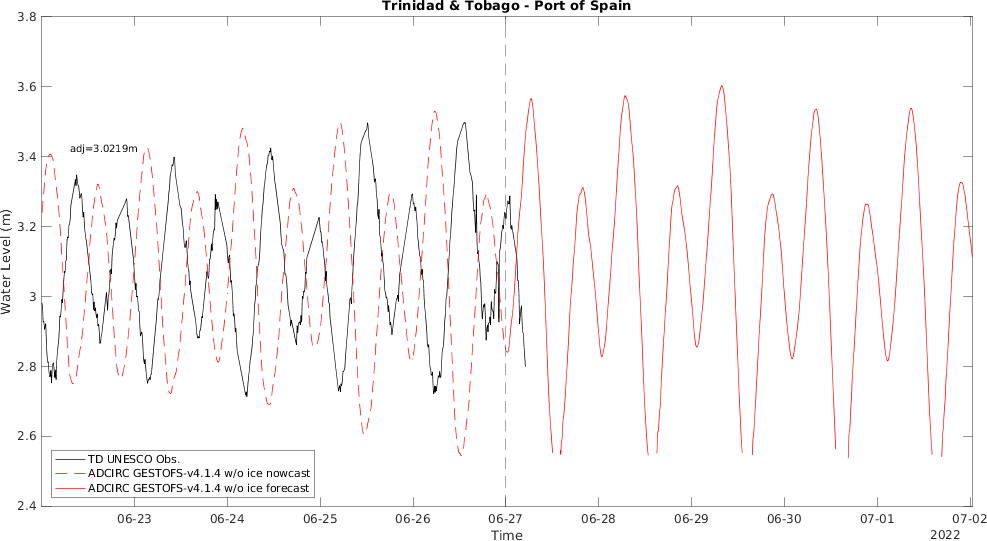 Trinidad & Tobago - Port of Spain
3.8
3.6
3.4
3.2
3
2.8
2.6
2.4
Water Level (m)
adj=3.0219m
TD UNESCO Obs.
ADCIRC GESTOFS-v4.1.4 w/o ice nowcast
ADCIRC GESTOFS-v4.1.4 w/o ice forecast
06-23 06-24 06-25 06-26 06-27 06-28 06-29 06-30 07-01 07-02
Time
2022